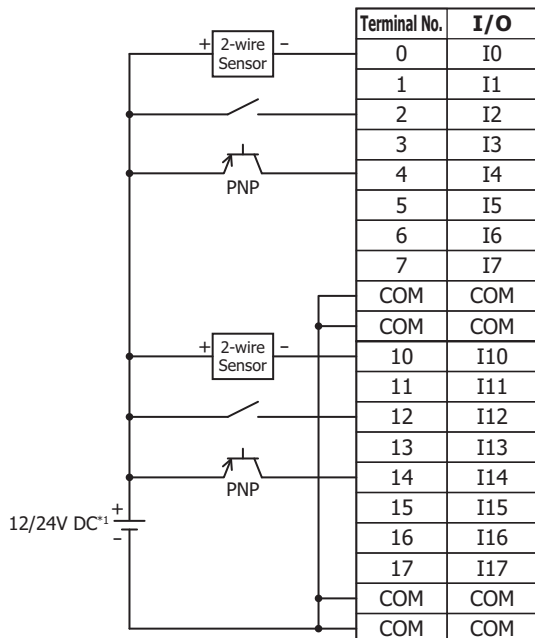 Terminal No. I/O
+ 2-wire Sensor − 0 I0
1 I1
2 I2
3 I3
PNP 4 I4
5 I5
6 I6
7 I7
COM COM
COM COM
+ 2-wire Sensor − 10 I10
11 I11
12 I12
13 I13
PNP 14 I14
15 I15
12/24V DC*1 + − 16 I16
17 I17
COM COM
COM COM